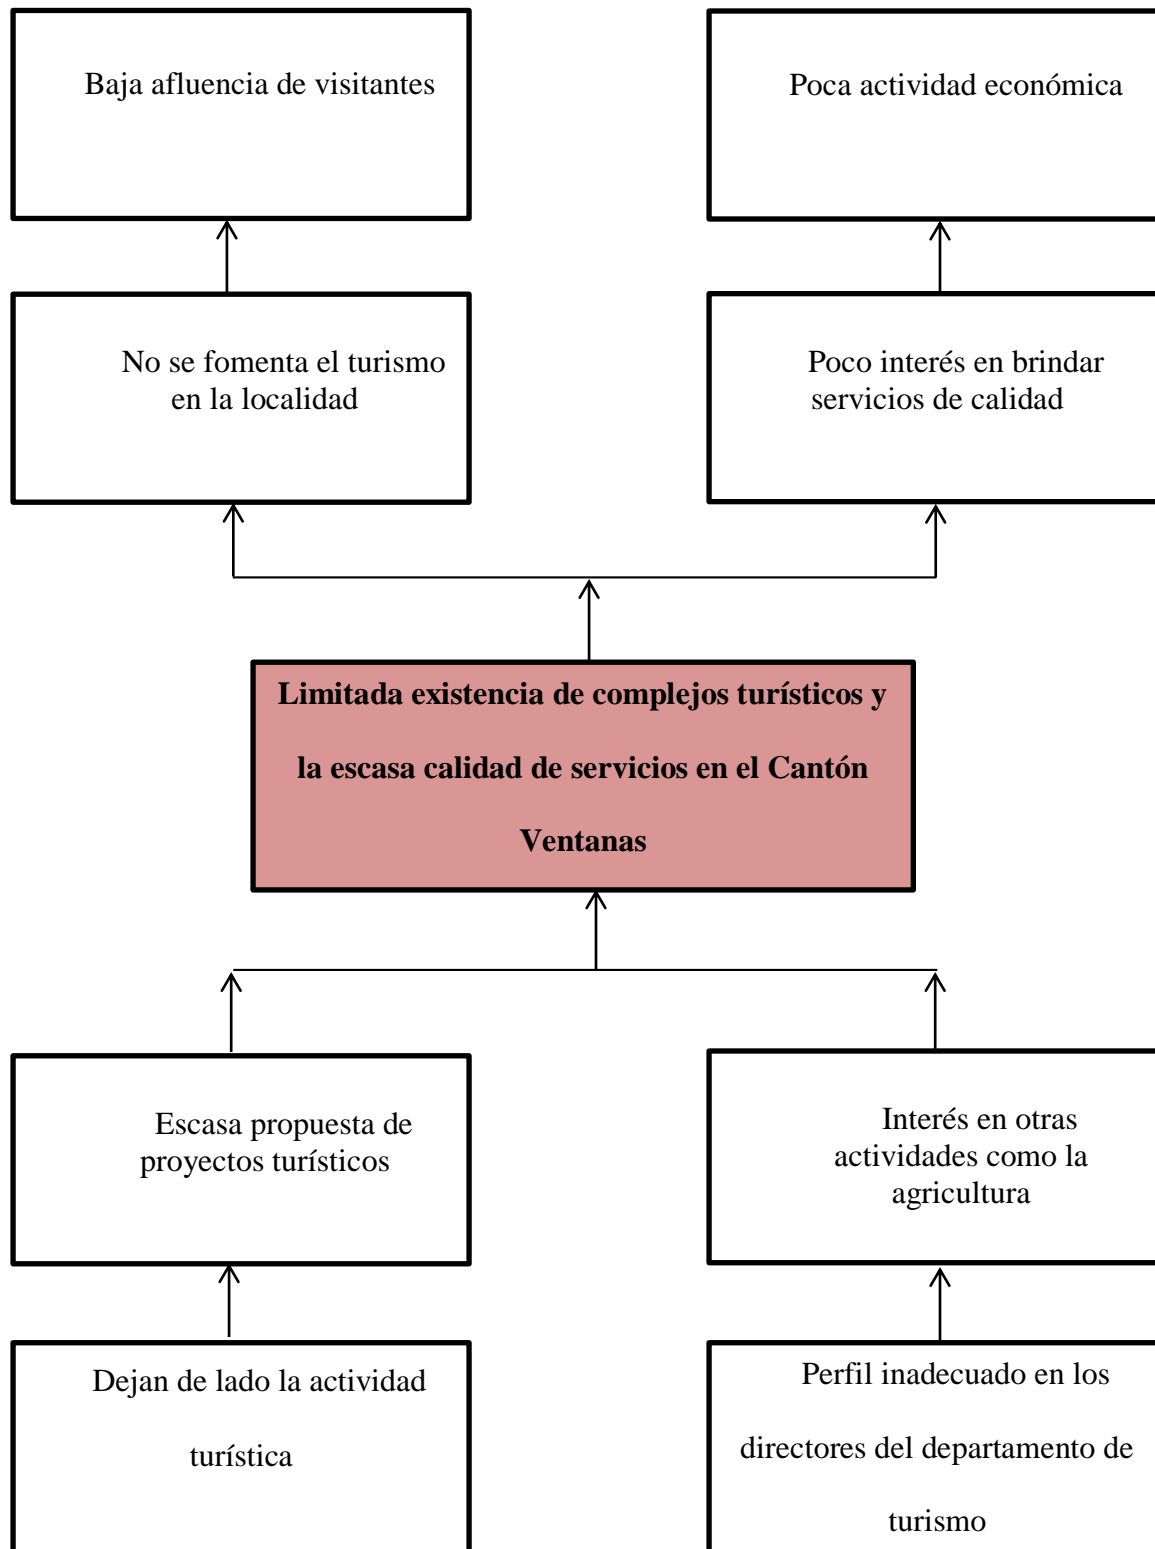 Baja afluencia de visitantes
Poca actividad económica
No se fomenta el turismo
en la localidad
Poco interés en brindar
servicios de calidad
Limitada existencia de complejos turísticos y
la escasa calidad de servicios en el Cantón
Ventanas
Escasa propuesta de
proyectos turísticos
Interés en otras
actividades como la
agricultura
Dejan de lado la actividad
turística
Perfil inadecuado en los
directores del departamento de
turismo